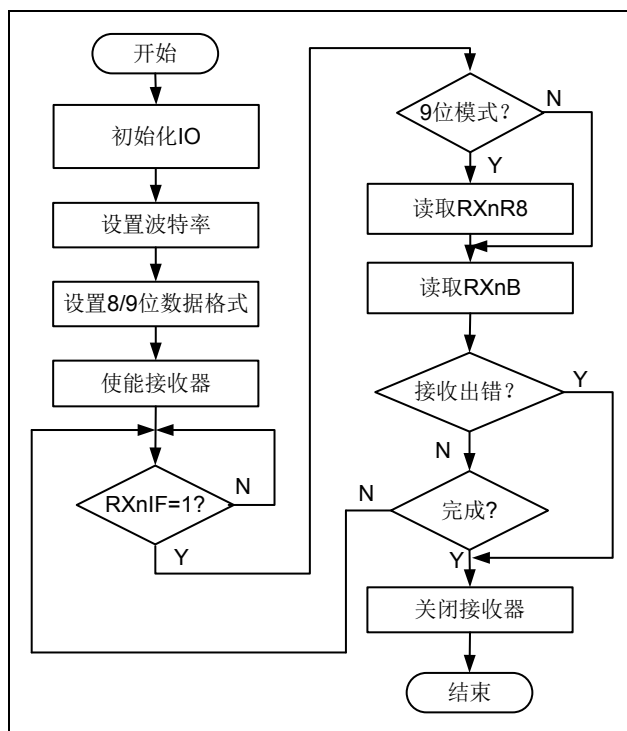 开始
初始化IO
设置波特率
设置8/9位数据格式
使能接收器
RXnIF=1?
N
Y
9位模式？
N
Y
读取RXnR8
读取RXnB
接收出错？
Y
N
完成?
N
Y
关闭接收器
结束